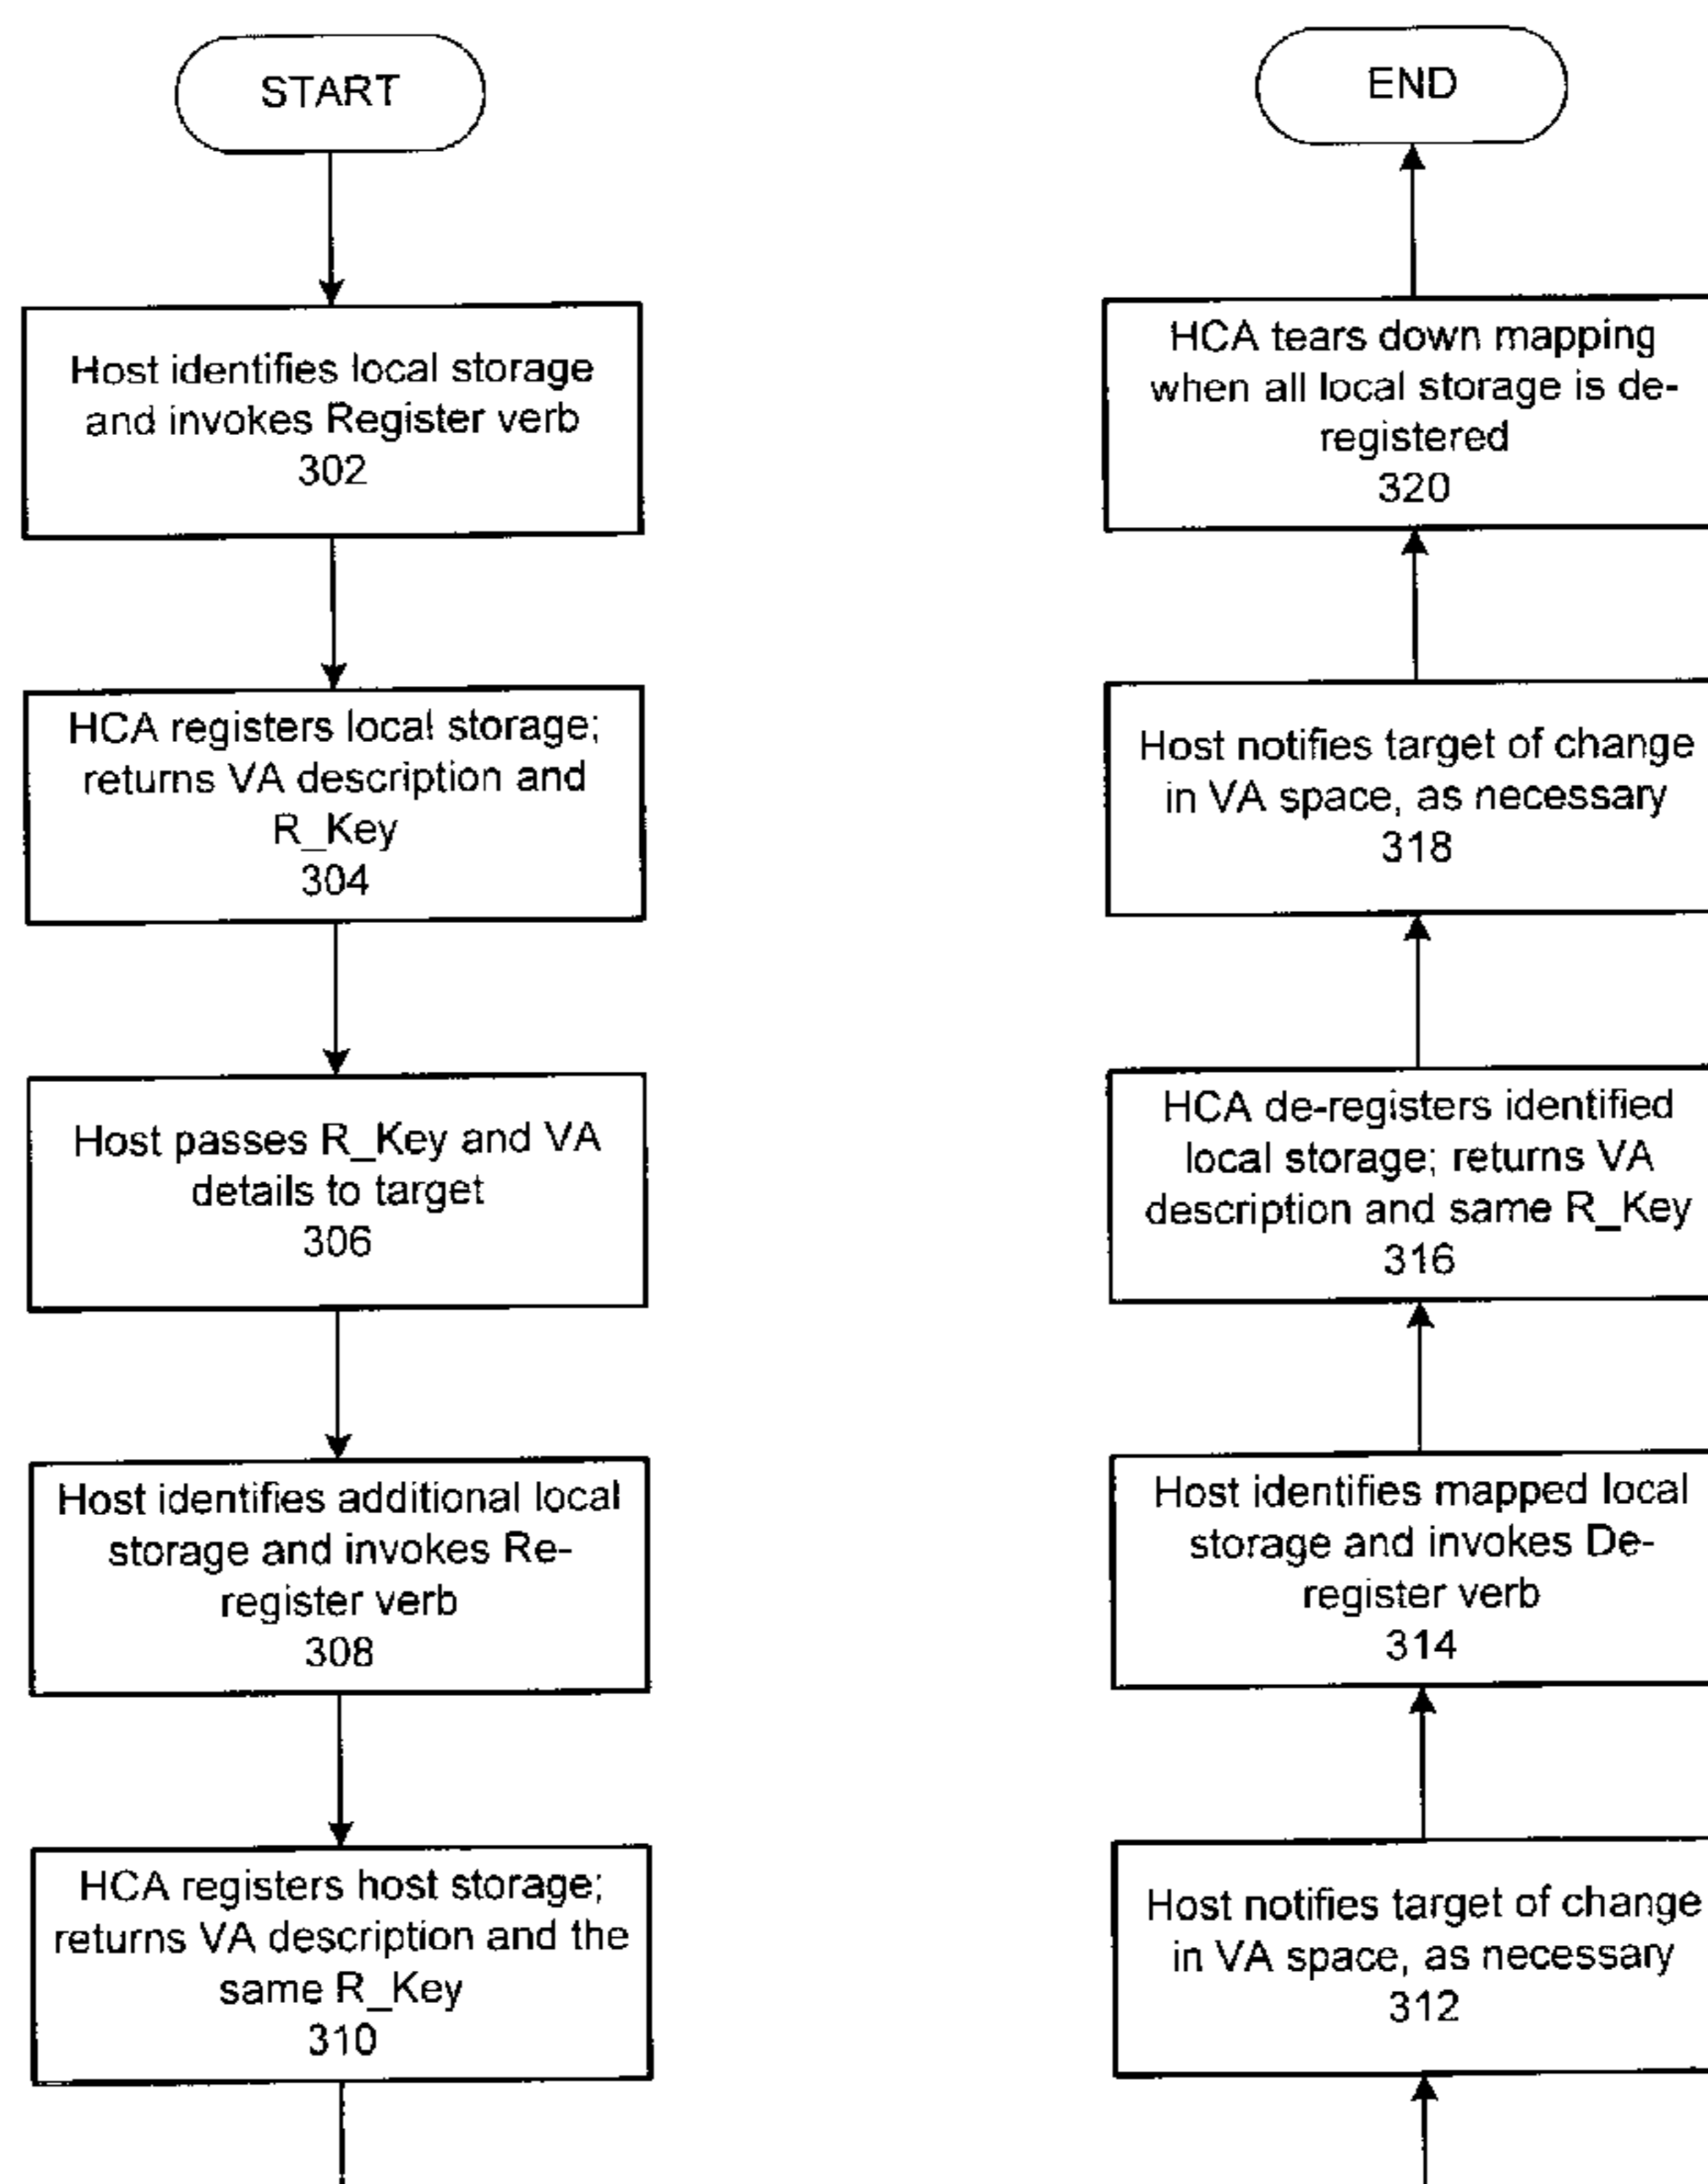 START
Host identifies local storage
and invokes Register verb
302
HCA registers local storage;
returns VA description and
R_Key
304
Host passes R_Key and VA
details to target
306
Host identifies additional local
storage and invokes Re-
register verb
308
HCA registers host storage;
returns VA description and the
same R_Key
310
END
HCA tears down mapping
when all local storage is de-
registered
320
Host notifies target of change
in VA space, as necessary
318
HCA de-registers identified
local storage; returns VA
description and same R_Key
316
Host identifies mapped local
storage and invokes De-
register verb
314
Host notifies target of change
in VA space, as necessary
312